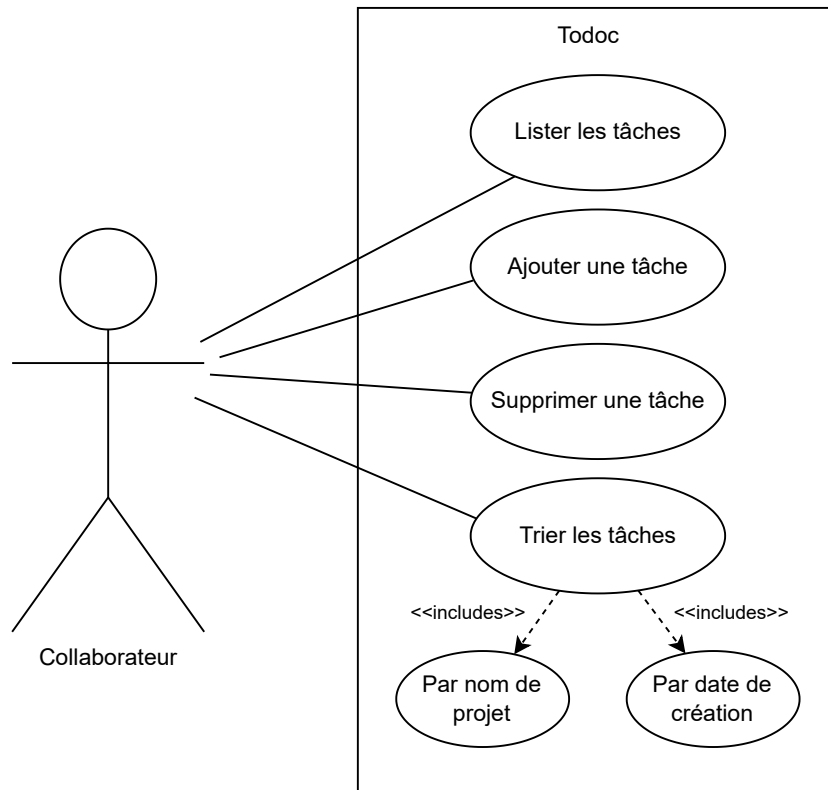 Todoc
Lister les tâches
Ajouter une tâche
Supprimer une tâche
Trier les tâches
<<includes>>
<<includes>>
Collaborateur
Par nom de
projet
Par date de
création